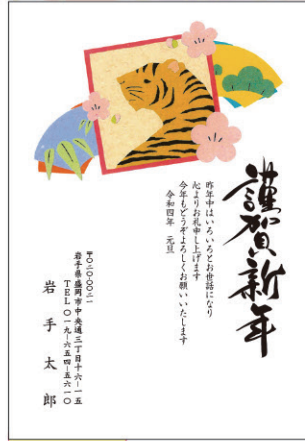 謹賀新年
昨年中はいろいろとお世話になり
心よりお礼申し上げます
今年もどうぞよろしくお願いいたします
令和四年 元旦
〒〇二〇-〇〇二一
岩手県盛岡市中央通三丁目十六-一五
TEL〇一九-六五四-五六一〇
岩手太郎